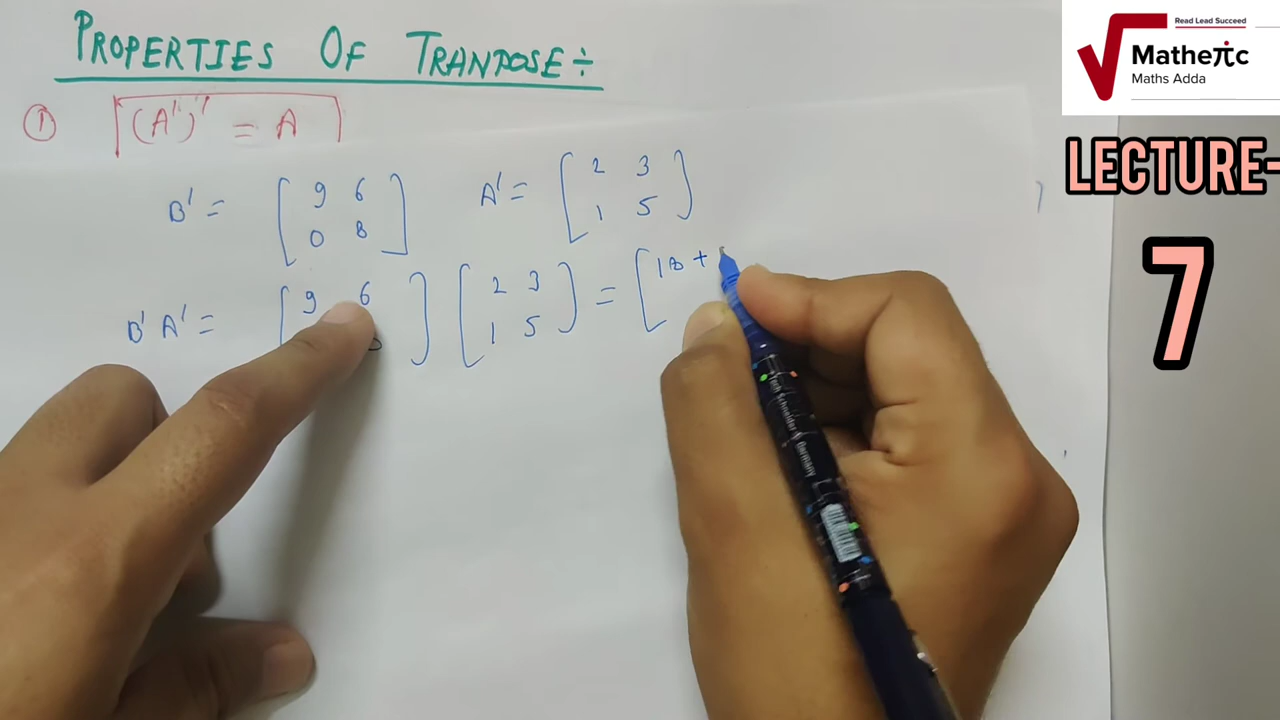 PROPERTIES OF TRANPOSE ÷
① (A')' = A
B' = [ 9 6 0 8 ] A' = [ 2 3 1 5 ]
B' A' = [ 9 6 ] [ 2 3 1 5 ] = [ 18 +
Read Lead Succeed
Matheπc
Maths Adda
LECTURE-
7